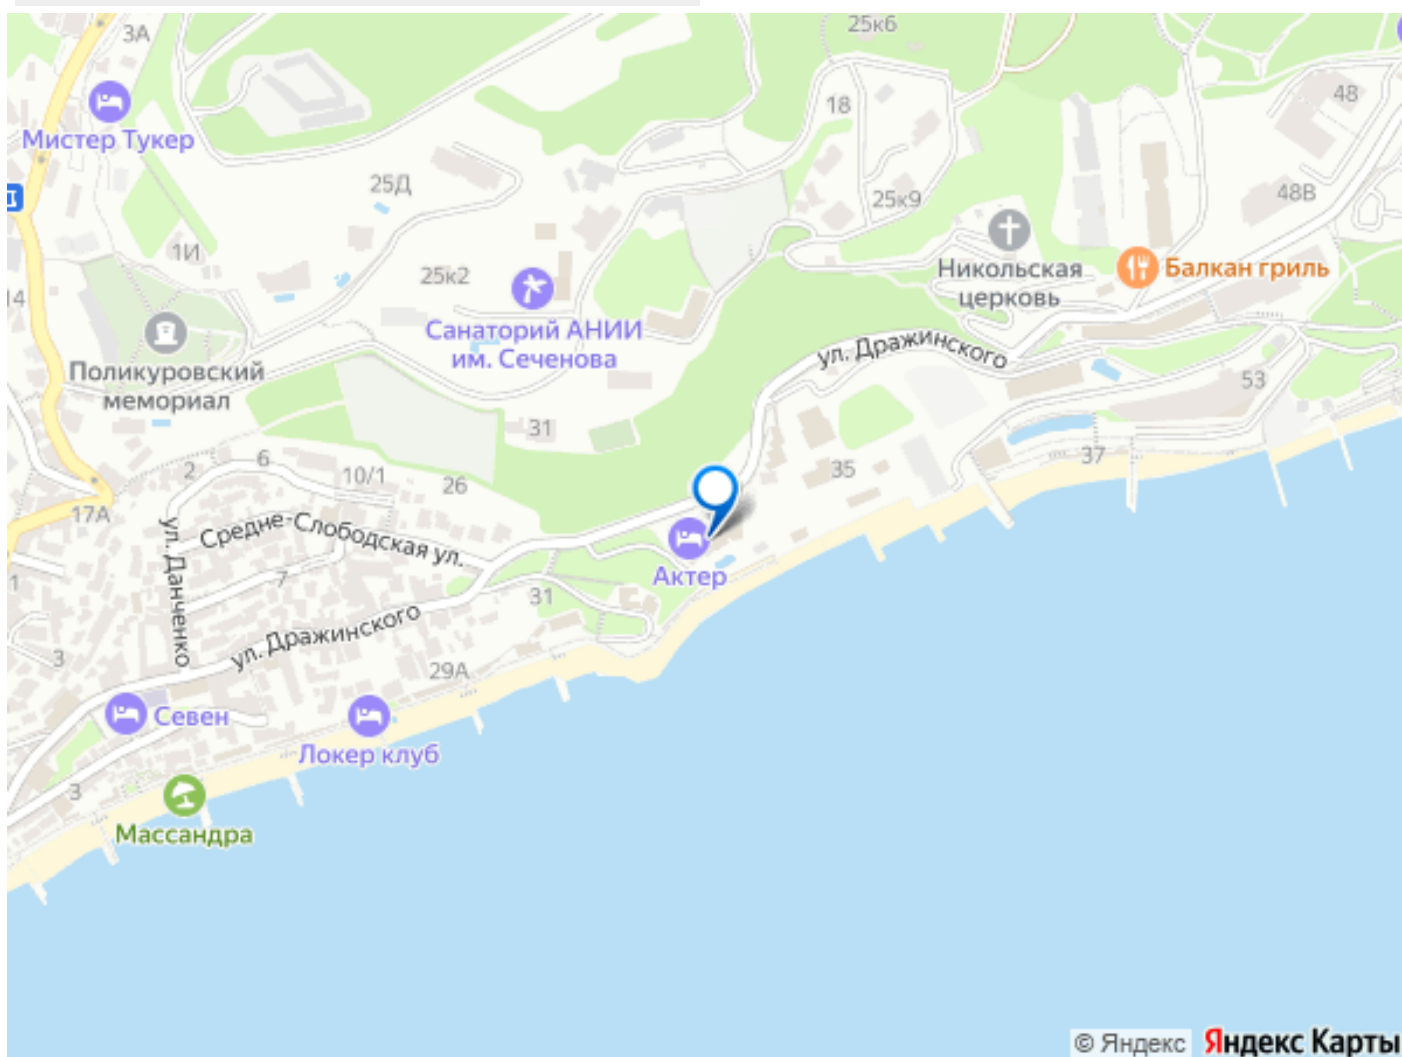 3А
25к6
Мистер Тукер
18
48
25Д
25к9
48В
1И
25к2
Никольская
церковь
Балкан гриль
14
Санаторий АНИИ
им. Сеченова
ул. Дражинского
Поликуровский
мемориал
53
31
6
2
10/1
26
35
37
17А
Средне-Слободская ул.
ул. Данченко
7
1
Актер
31
ул. Дражинского
3
29А
Севен
Локер клуб
3
Массандра
© Яндекс Яндекс Карты